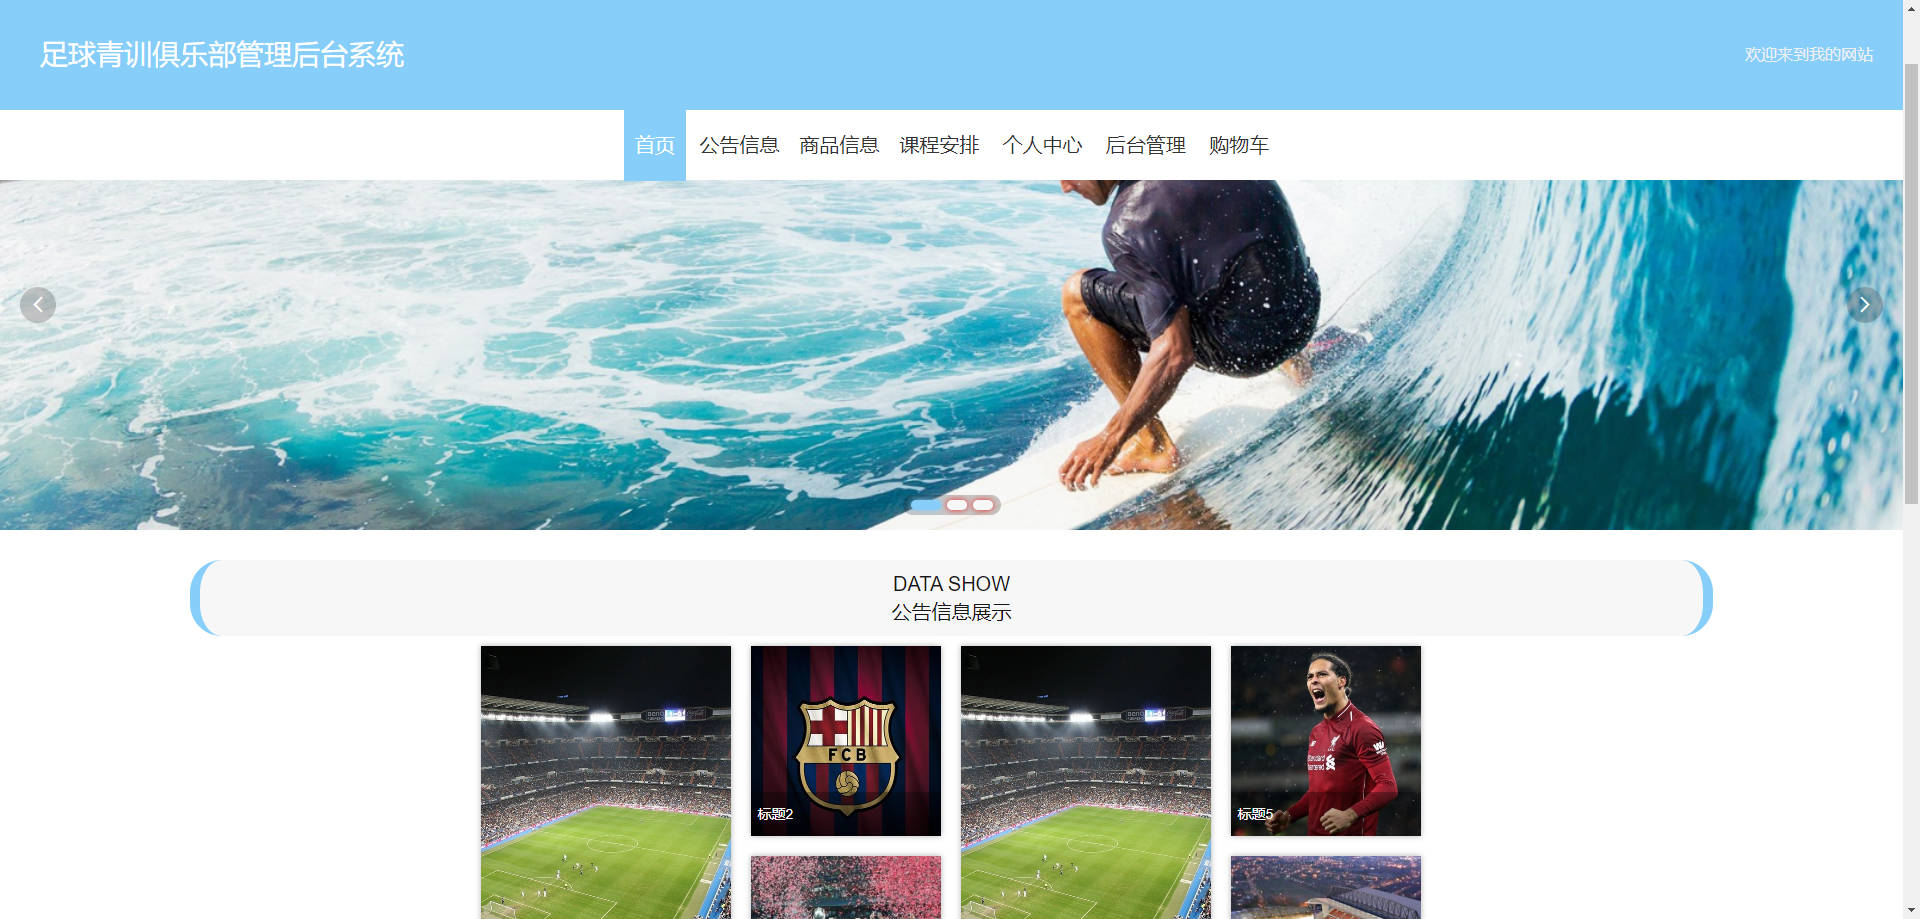 足球青训俱乐部管理后台系统
欢迎来到我的网站
首页 公告信息 商品信息 课程安排 个人中心 后台管理 购物车
DATA SHOW
公告信息展示
FCB
标题2
标题5